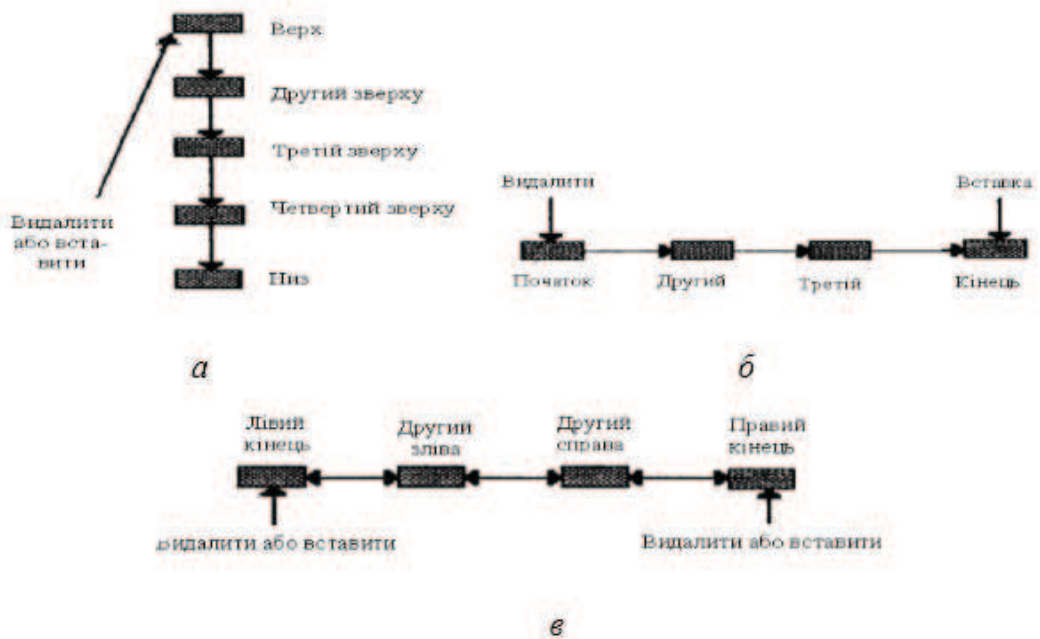 Верх
Другий зверху
Третій зверху
Четвертий зверху
Низ
Видалити
або вста-
вити
а
Видалити
Вставка
Початок
Другий
Третій
Кінець
б
Лівий
кінець
Другий
зліва
Другий
справа
Правий
кінець
Видалити або вставити
Видалити або вставити
в